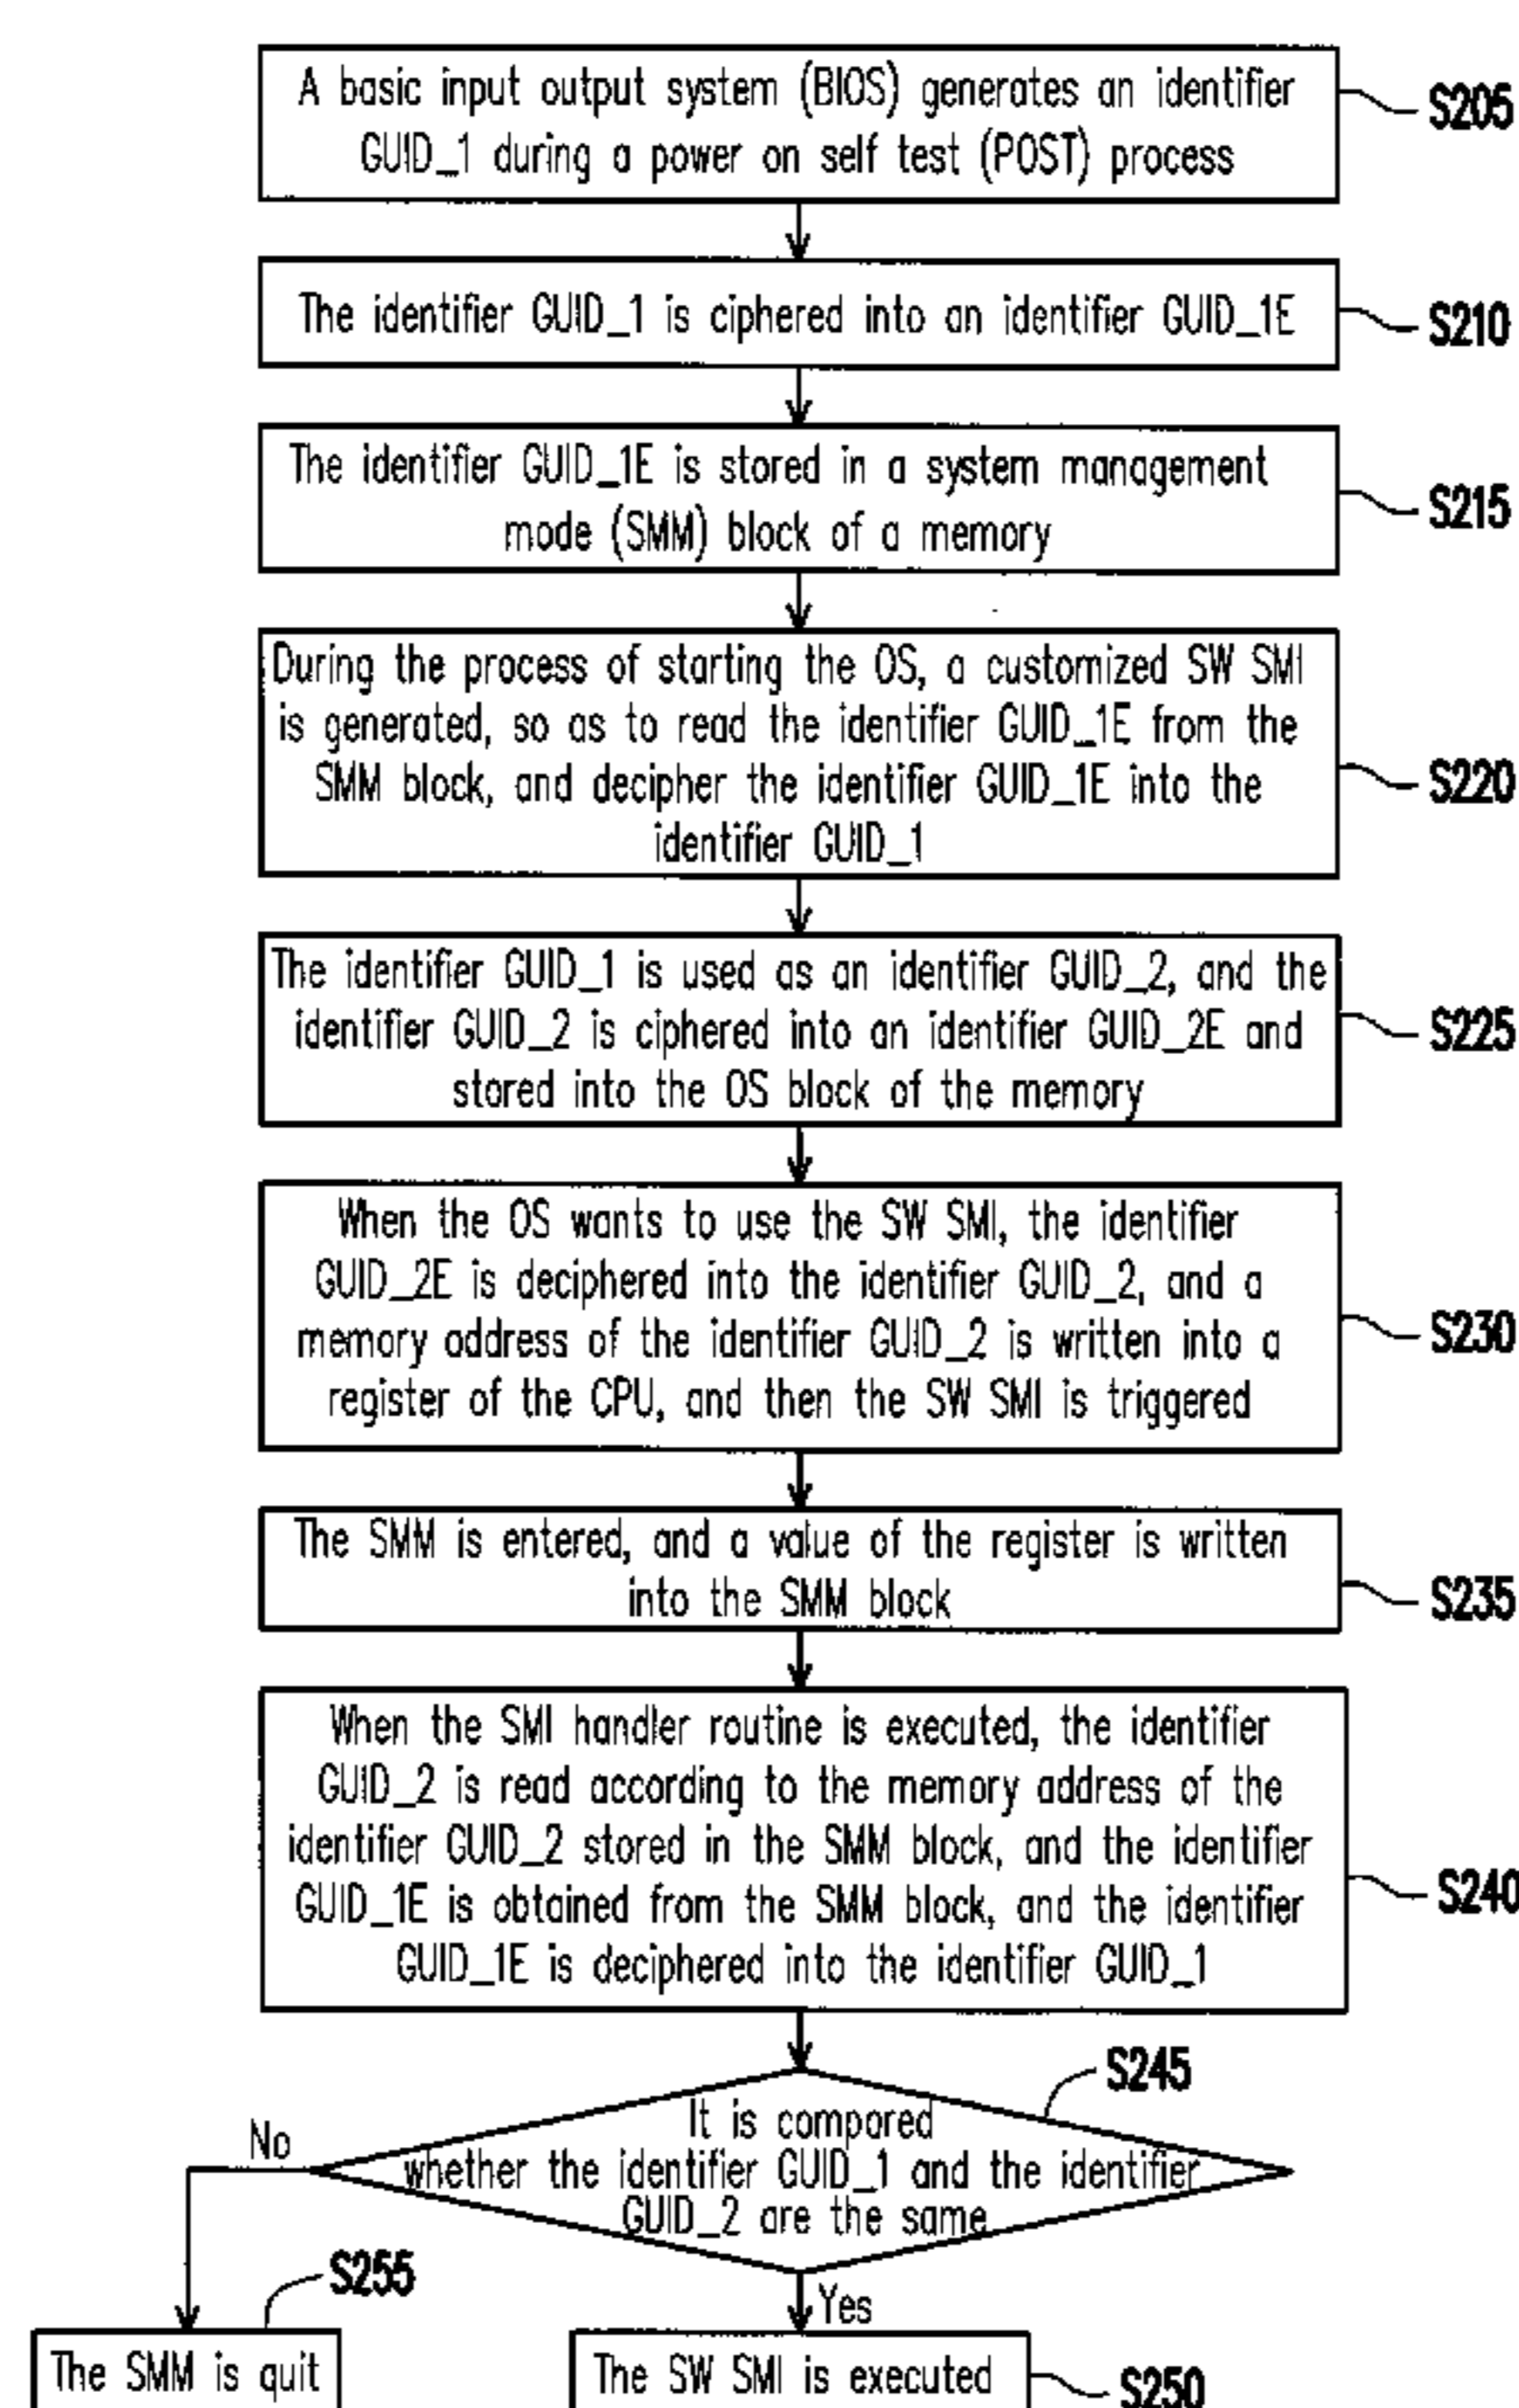 A basic input output system (BIOS) generates an identifier
GUID_1 during a power on self test (POST) process
S205
The identifier GUID_1 is ciphered into an identifier GUID_1E
S210
The identifier GUID_1E is stored in a system management
mode (SMM) block of a memory
S215
During the process of starting the OS, a customized SW SMI
is generated, so as to read the identifier GUID_1E from the
SMM block, and decipher the identifier GUID_1E into the
identifier GUID_1
S220
The identifier GUID_1 is used as an identifier GUID_2, and the
identifier GUID_2 is ciphered into an identifier GUID_2E and
stored into the OS block of the memory
S225
When the OS wants to use the SW SMI, the identifier
GUID_2E is deciphered into the identifier GUID_2, and a
memory address of the identifier GUID_2 is written into a
register of the CPU, and then the SW SMI is triggered
S230
The SMM is entered, and a value of the register is written
into the SMM block
S235
When the SMI handler routine is executed, the identifier
GUID_2 is read according to the memory address of the
identifier GUID_2 stored in the SMM block, and the identifier
GUID_1E is obtained from the SMM block, and the identifier
GUID_1E is deciphered into the identifier GUID_1
S240
S245
It is compared
whether the identifier GUID_1 and the identifier
GUID_2 are the same
No
Yes
S255
The SMM is quit
The SW SMI is executed
S250